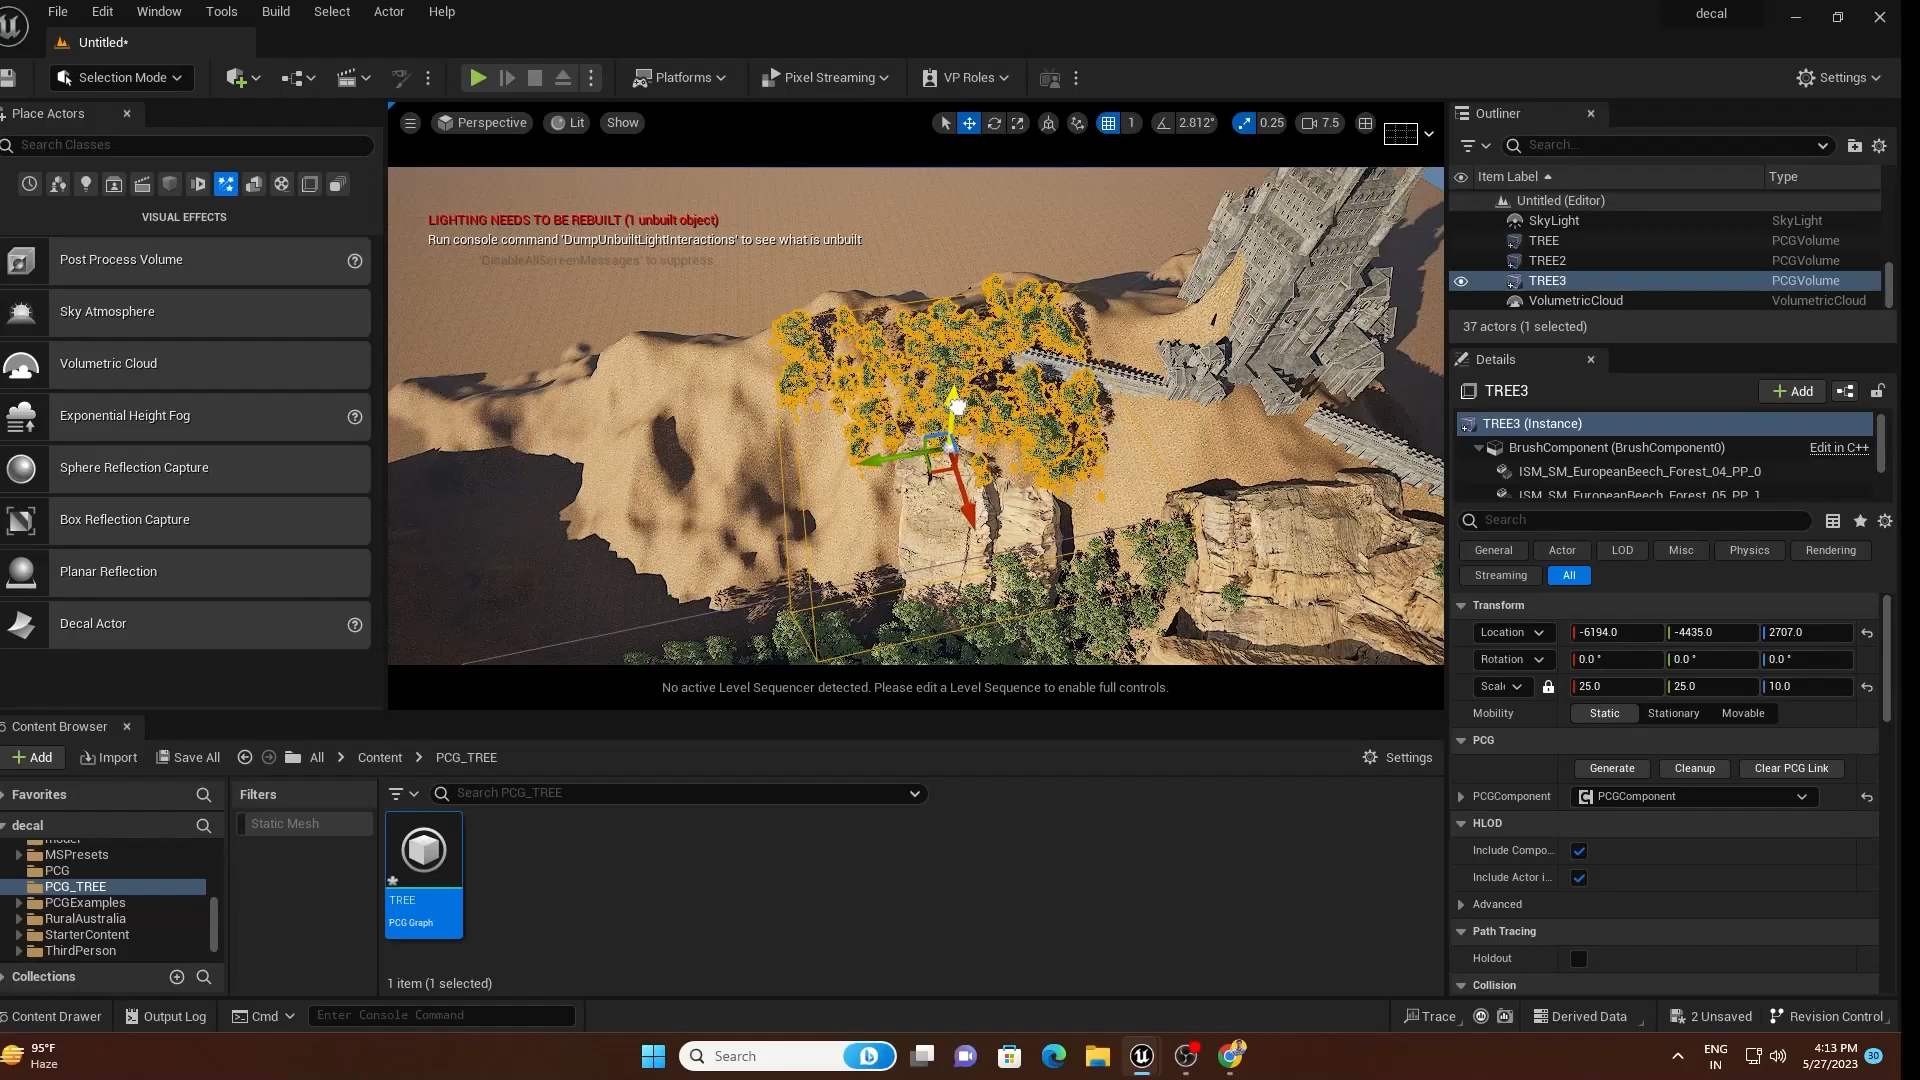 File Edit Window Tools Build Select Actor Help
decal
Untitled*
Selection Mode
Platforms
Pixel Streaming
VP Roles
Settings
Place Actors
Search Classes
VISUAL EFFECTS
Post Process Volume
Sky Atmosphere
Volumetric Cloud
Exponential Height Fog
Sphere Reflection Capture
Box Reflection Capture
Planar Reflection
Decal Actor
Perspective
Lit
Show
1
2.812°
0.25
7.5
LIGHTING NEEDS TO BE REBUILT (1 unbuilt object)
Run console command 'DumpUnbuiltLightInteractions' to see what is unbuilt
'DisableAllScreenMessages' to suppress
No active Level Sequencer detected. Please edit a Level Sequence to enable full controls.
Outliner
Search...
Item Label Type
Untitled (Editor)
SkyLight SkyLight
TREE PCGVolume
TREE2 PCGVolume
TREE3 PCGVolume
VolumetricCloud VolumetricCloud
37 actors (1 selected)
Details
TREE3
Add
TREE3 (Instance)
BrushComponent (BrushComponent0) Edit in C++
ISM_SM_EuropeanBeech_Forest_04_PP_0
ISM_SM_EuropeanBeech_Forest_05_PP_1
Search
General Actor LOD Misc Physics Rendering
Streaming All
Transform
Location -6194.0 -4435.0 2707.0
Rotation 0.0 ° 0.0 ° 0.0 °
Scale 25.0 25.0 10.0
Mobility Static Stationary Movable
PCG
Generate Cleanup Clear PCG Link
PCGComponent PCGComponent
HLOD
Include Compo...
Include Actor i...
Advanced
Path Tracing
Holdout
Collision
Content Browser
Add Import Save All All Content PCG_TREE
Settings
Favorites
decal
model
MSPresets
PCG
PCG_TREE
PCGExamples
RuralAustralia
StarterContent
ThirdPerson
Collections
Filters
Static Mesh
Search PCG_TREE
TREE
PCG Graph
1 item (1 selected)
Content Drawer Output Log Cmd Enter Console Command
Trace Derived Data 2 Unsaved Revision Control
95°F
Haze
Search
ENG
IN
4:13 PM
5/27/2023
30